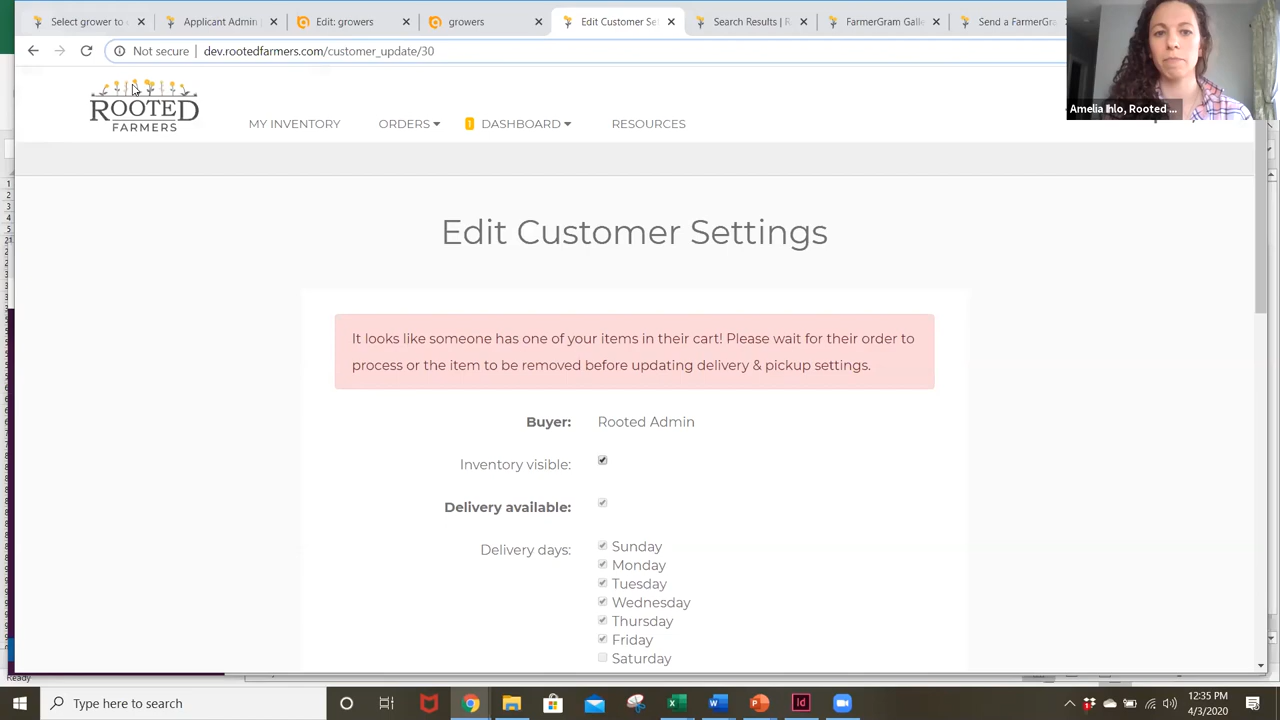 Select grower to c
Applicant Admin
Edit: growers
growers
Edit Customer Se
Search Results | R
FarmerGram Galle
Send a FarmerGra
Not secure | dev.rootedfarmers.com/customer_update/30
Amelia Ihlo, Rooted ...
ROOTED
FARMERS
MY INVENTORY
ORDERS
DASHBOARD
RESOURCES
Edit Customer Settings
It looks like someone has one of your items in their cart! Please wait for their order to
process or the item to be removed before updating delivery & pickup settings.
Buyer: Rooted Admin
Inventory visible:
Delivery available:
Delivery days: Sunday
Monday
Tuesday
Wednesday
Thursday
Friday
Saturday
Ready
Type here to search
12:35 PM
4/3/2020